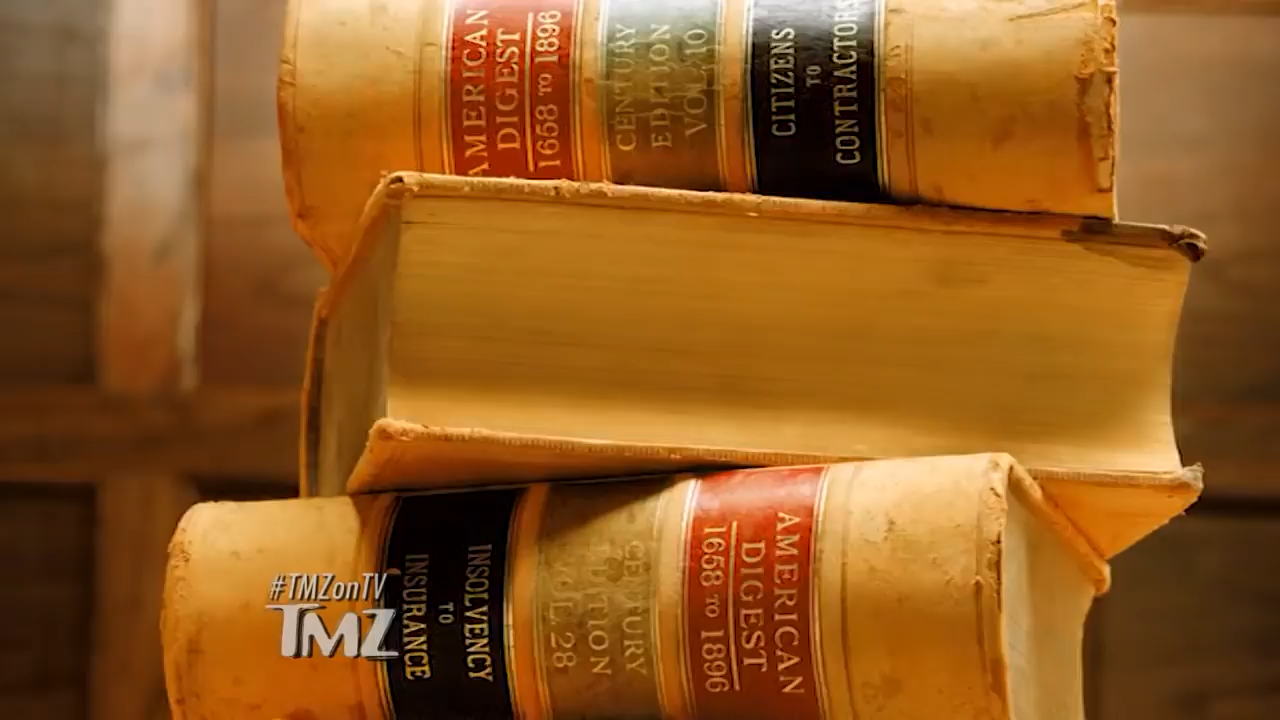 AMERICAN
DIGEST
1658 TO 1896
CENTURY
EDITION
VOL. 10
CITIZENS
TO
CONTRACTORS
#TMZonTV
TMZ
INSOLVENCY
TO
INSURANCE
CENTURY
EDITION
VOL. 28
AMERICAN
DIGEST
1658 TO 1896